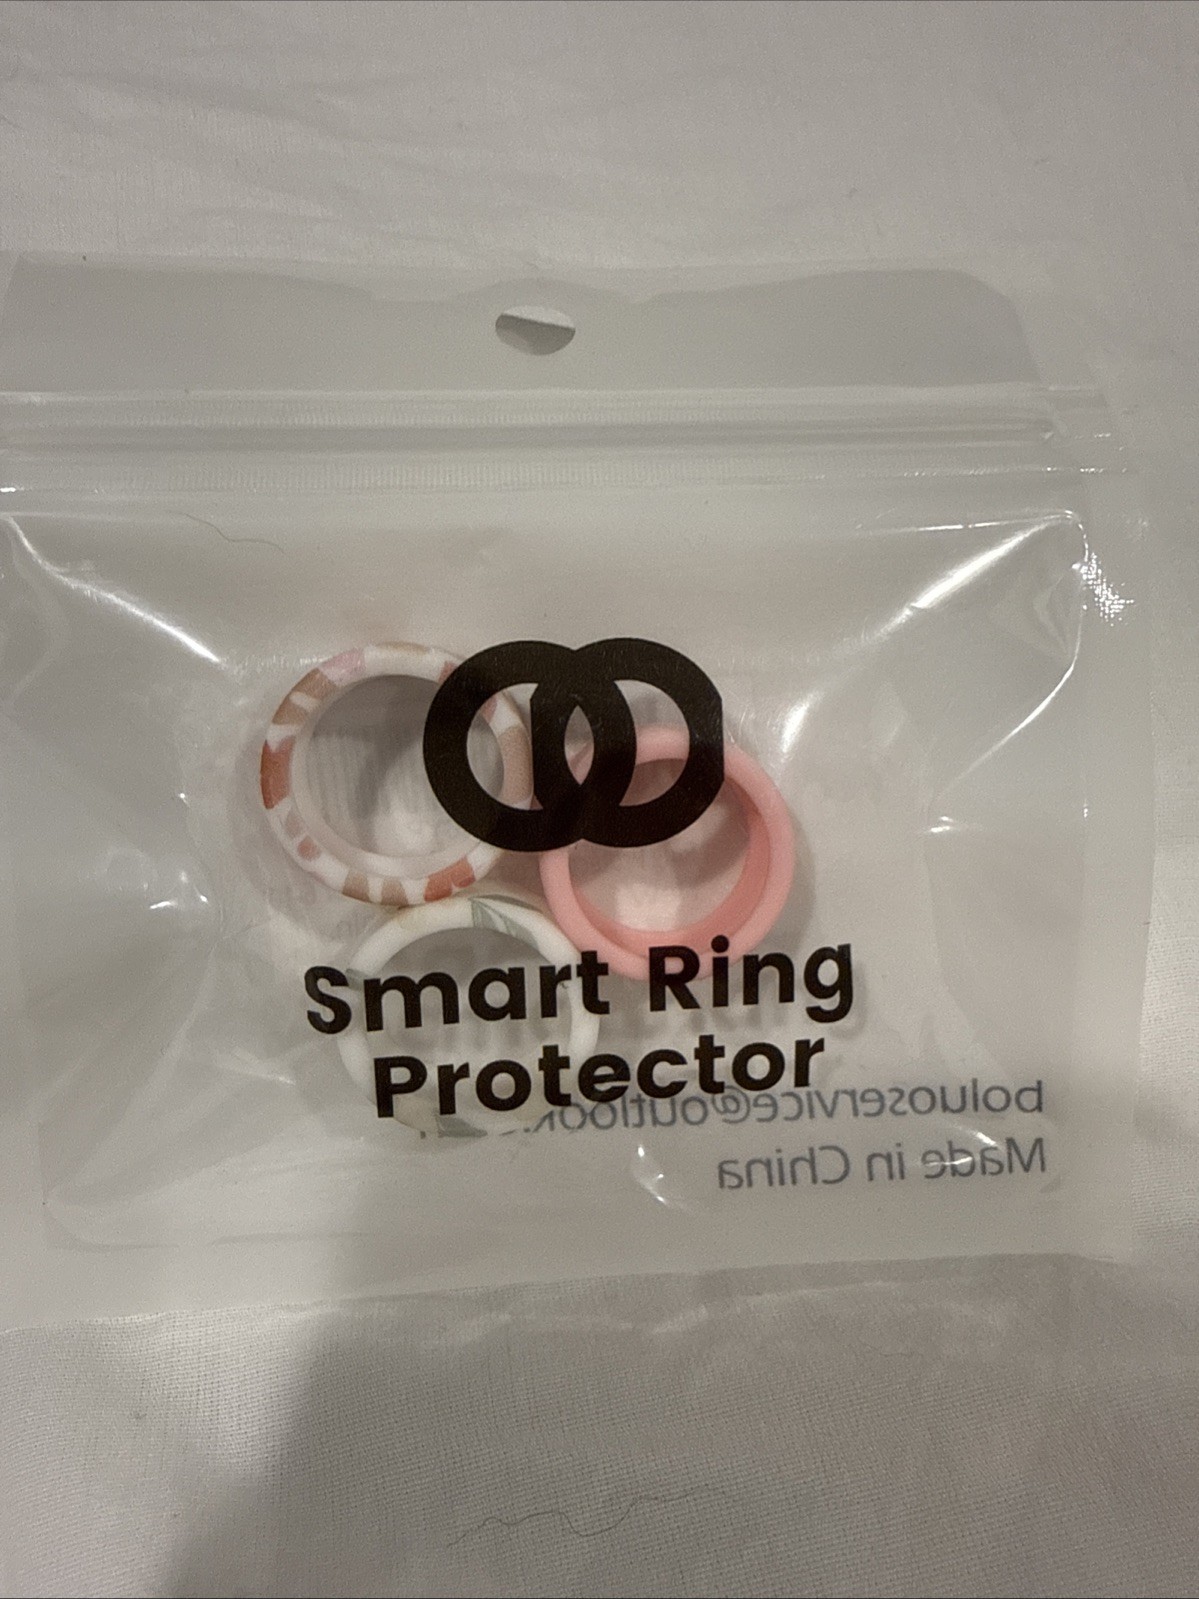 Smart Ring
Protector
boluoservice@outlook.
Made in China